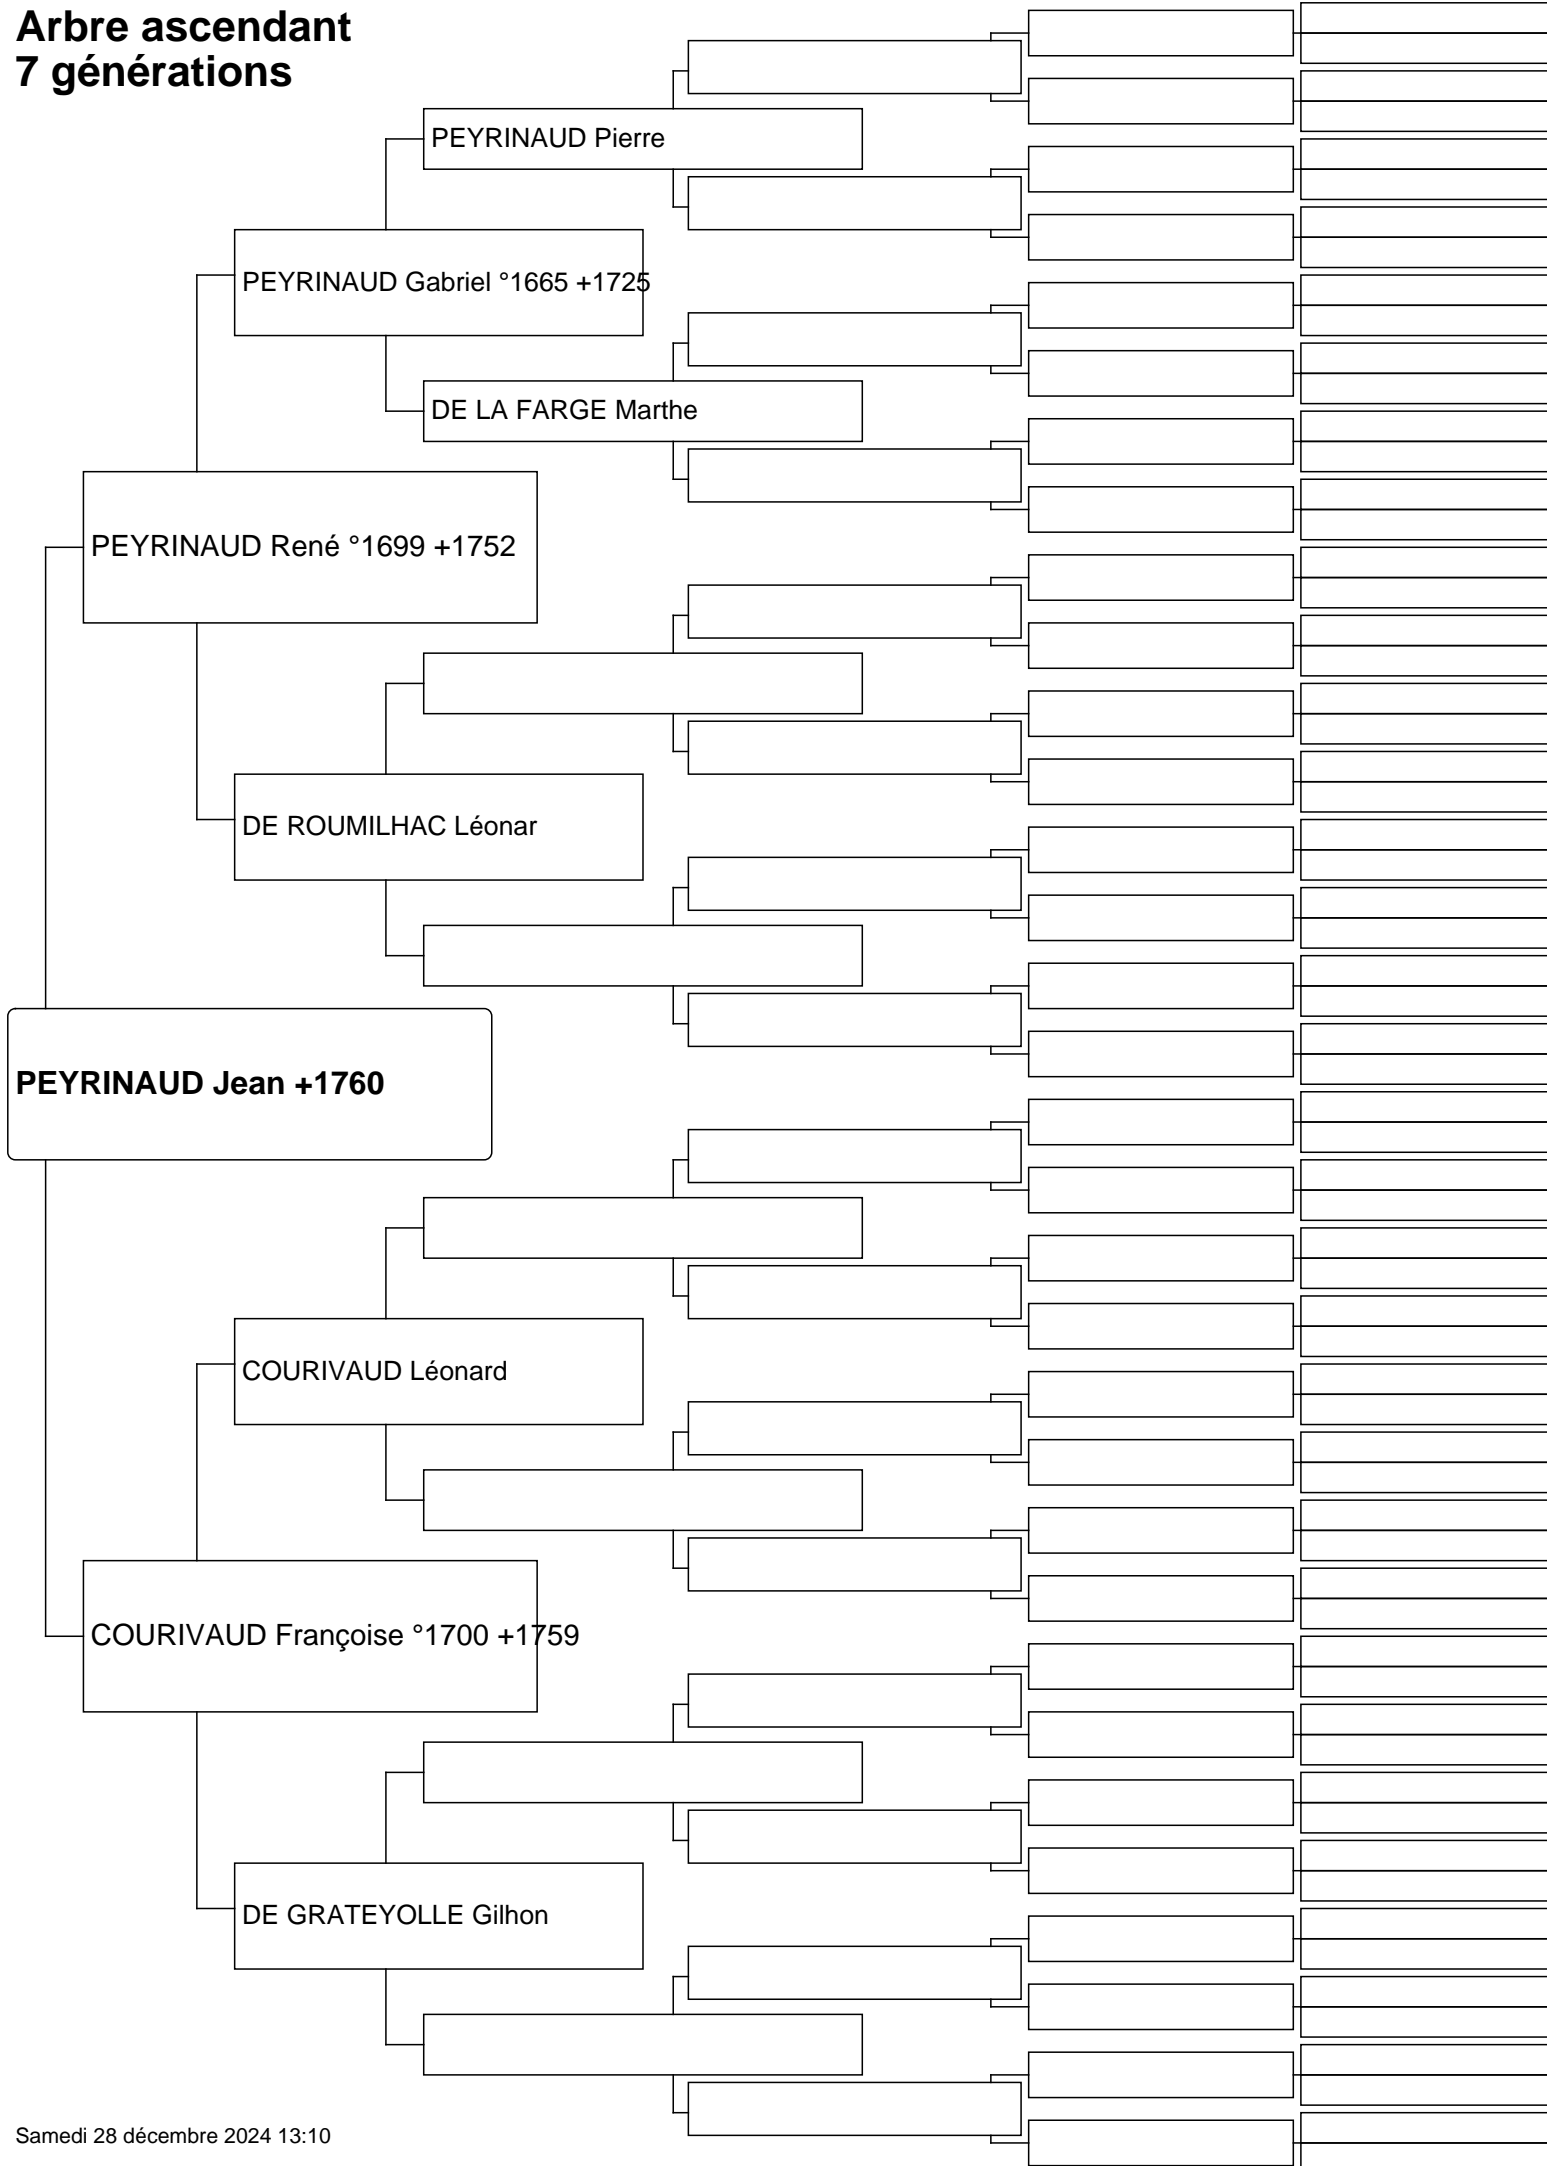 Arbre ascendant
7 générations
PEYRINAUD Pierre
PEYRINAUD Gabriel °1665 +1725
DE LA FARGE Marthe
PEYRINAUD René °1699 +1752
DE ROUMILHAC Léonar
PEYRINAUD Jean +1760
COURIVAUD Léonard
COURIVAUD Françoise °1700 +1759
DE GRATEYOLLE Gilhon
Samedi 28 décembre 2024 13:10